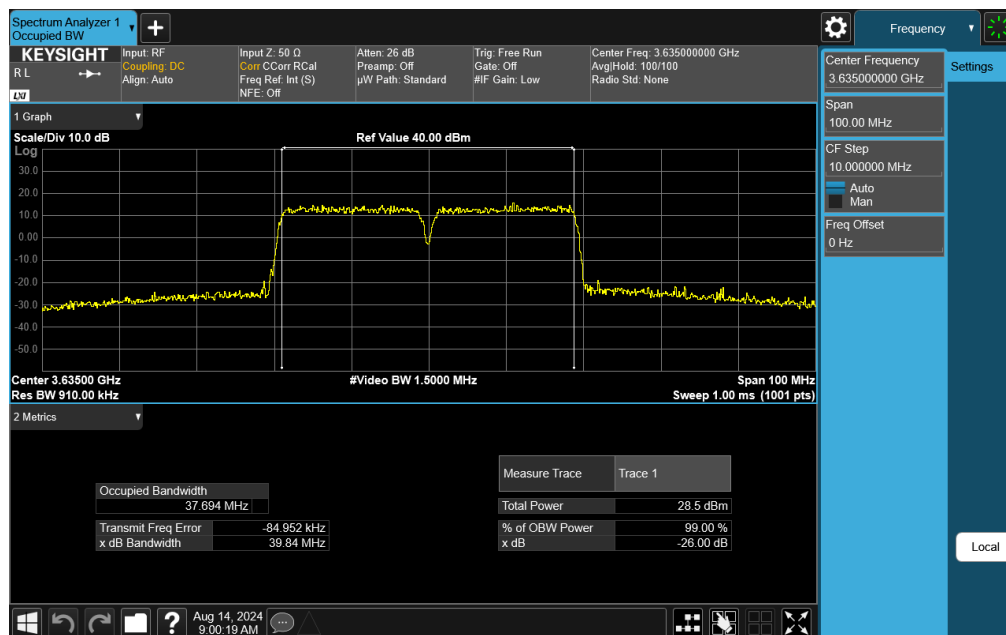 Spectrum Analyzer 1
Occupied BW
Frequency
KEYSIGHT
R L
LXI
Input: RF
Coupling: DC
Align: Auto
Input Z: 50 Ω
Corr CCorr RCal
Freq Ref: Int (S)
NFE: Off
Atten: 26 dB
Preamp: Off
µW Path: Standard
Trig: Free Run
Gate: Off
#IF Gain: Low
Center Freq: 3.635000000 GHz
Avg|Hold: 100/100
Radio Std: None
Center Frequency
3.635000000 GHz
Settings
Span
100.00 MHz
CF Step
10.000000 MHz
Auto
Man
Freq Offset
0 Hz
1 Graph
Scale/Div 10.0 dB
Ref Value 40.00 dBm
Log
30.0
20.0
10.0
0.00
-10.0
-20.0
-30.0
-40.0
-50.0
Center 3.63500 GHz
#Video BW 1.5000 MHz
Span 100 MHz
Res BW 910.00 kHz
Sweep 1.00 ms (1001 pts)
2 Metrics
Measure Trace
Trace 1
Occupied Bandwidth
37.694 MHz
Total Power
28.5 dBm
Transmit Freq Error
-84.952 kHz
% of OBW Power
99.00 %
x dB Bandwidth
39.84 MHz
x dB
-26.00 dB
Local
?
Aug 14, 2024
9:00:19 AM